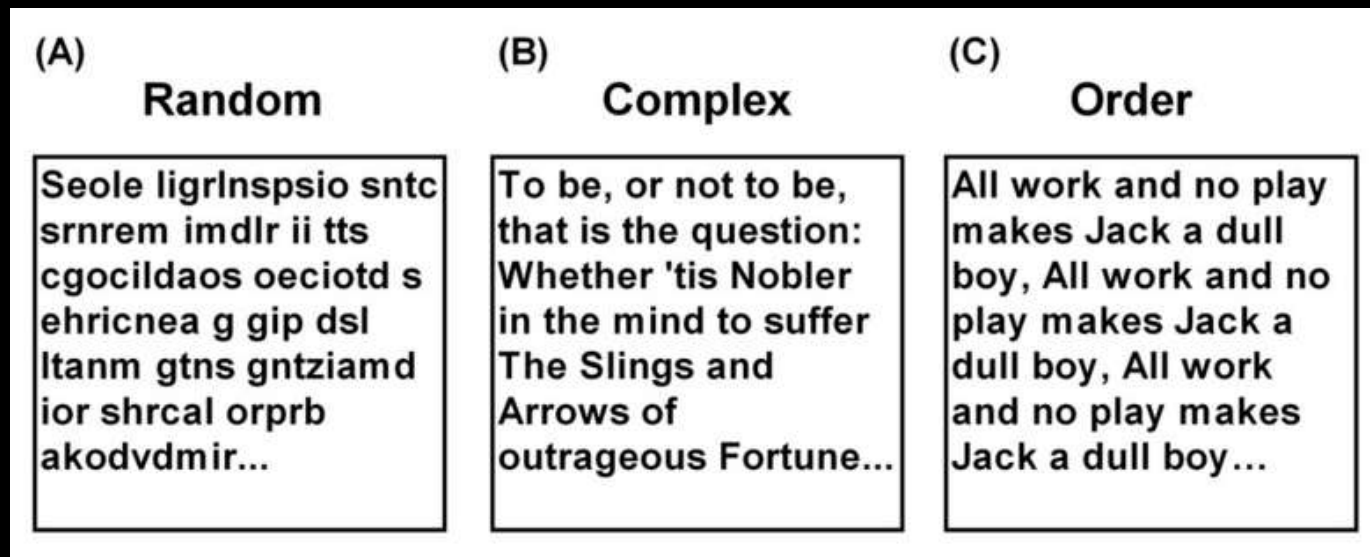 (A)
Random
Seole ligrInspsio sntc
srnrem imdlr ii tts
cgocildaos oeciotd s
ehricnea g gip dsl
ltanm gtns gntziamd
ior shrcal orprb
akodvdmir...
(B)
Complex
To be, or not to be,
that is the question:
Whether 'tis Nobler
in the mind to suffer
The Slings and
Arrows of
outrageous Fortune...
(C)
Order
All work and no play
makes Jack a dull
boy, All work and no
play makes Jack a
dull boy, All work
and no play makes
Jack a dull boy...